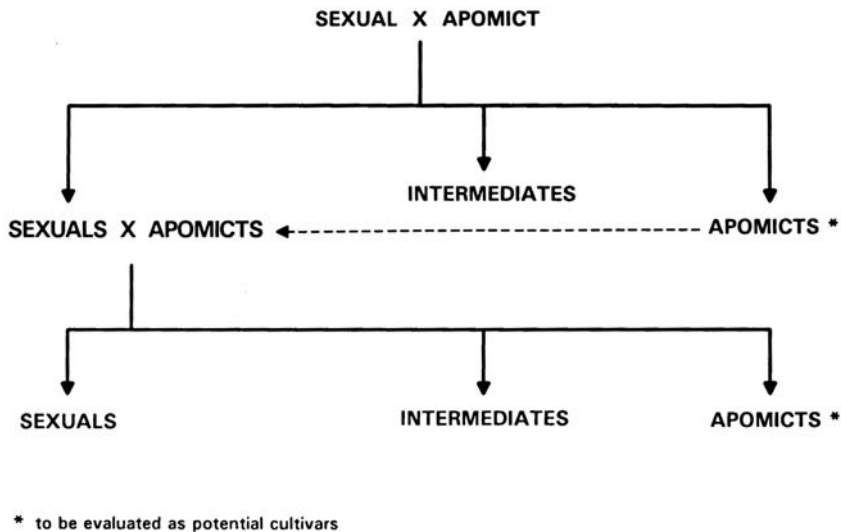 SEXUAL X APOMICT
INTERMEDIATES
SEXUALS X APOMICTS
APOMICTS *
SEXUALS
INTERMEDIATES
APOMICTS *
* to be evaluated as potential cultivars